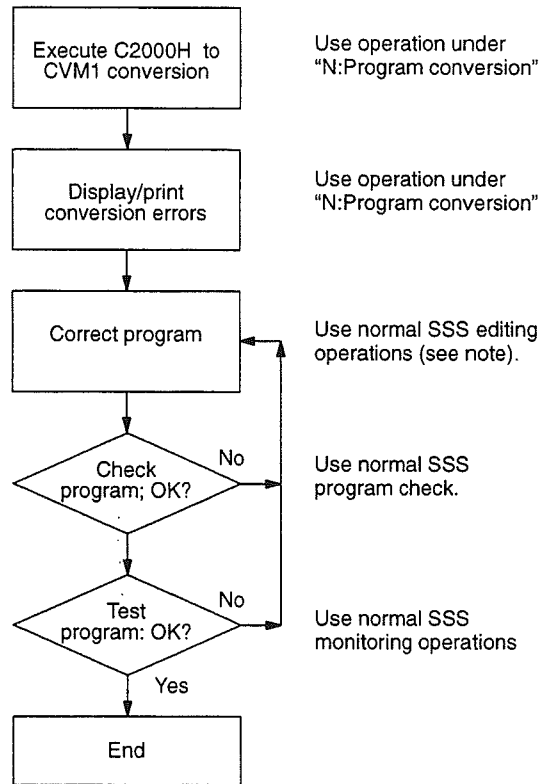 Execute C2000H to
CVM1 conversion
Use operation under
“N:Program conversion”
Display/print
conversion errors
Use operation under
“N:Program conversion”
Correct program
Use normal SSS editing
operations (see note).
Check
program; OK?
No
Use normal SSS
program check.
Test
program: OK?
No
Use normal SSS
monitoring operations
Yes
End